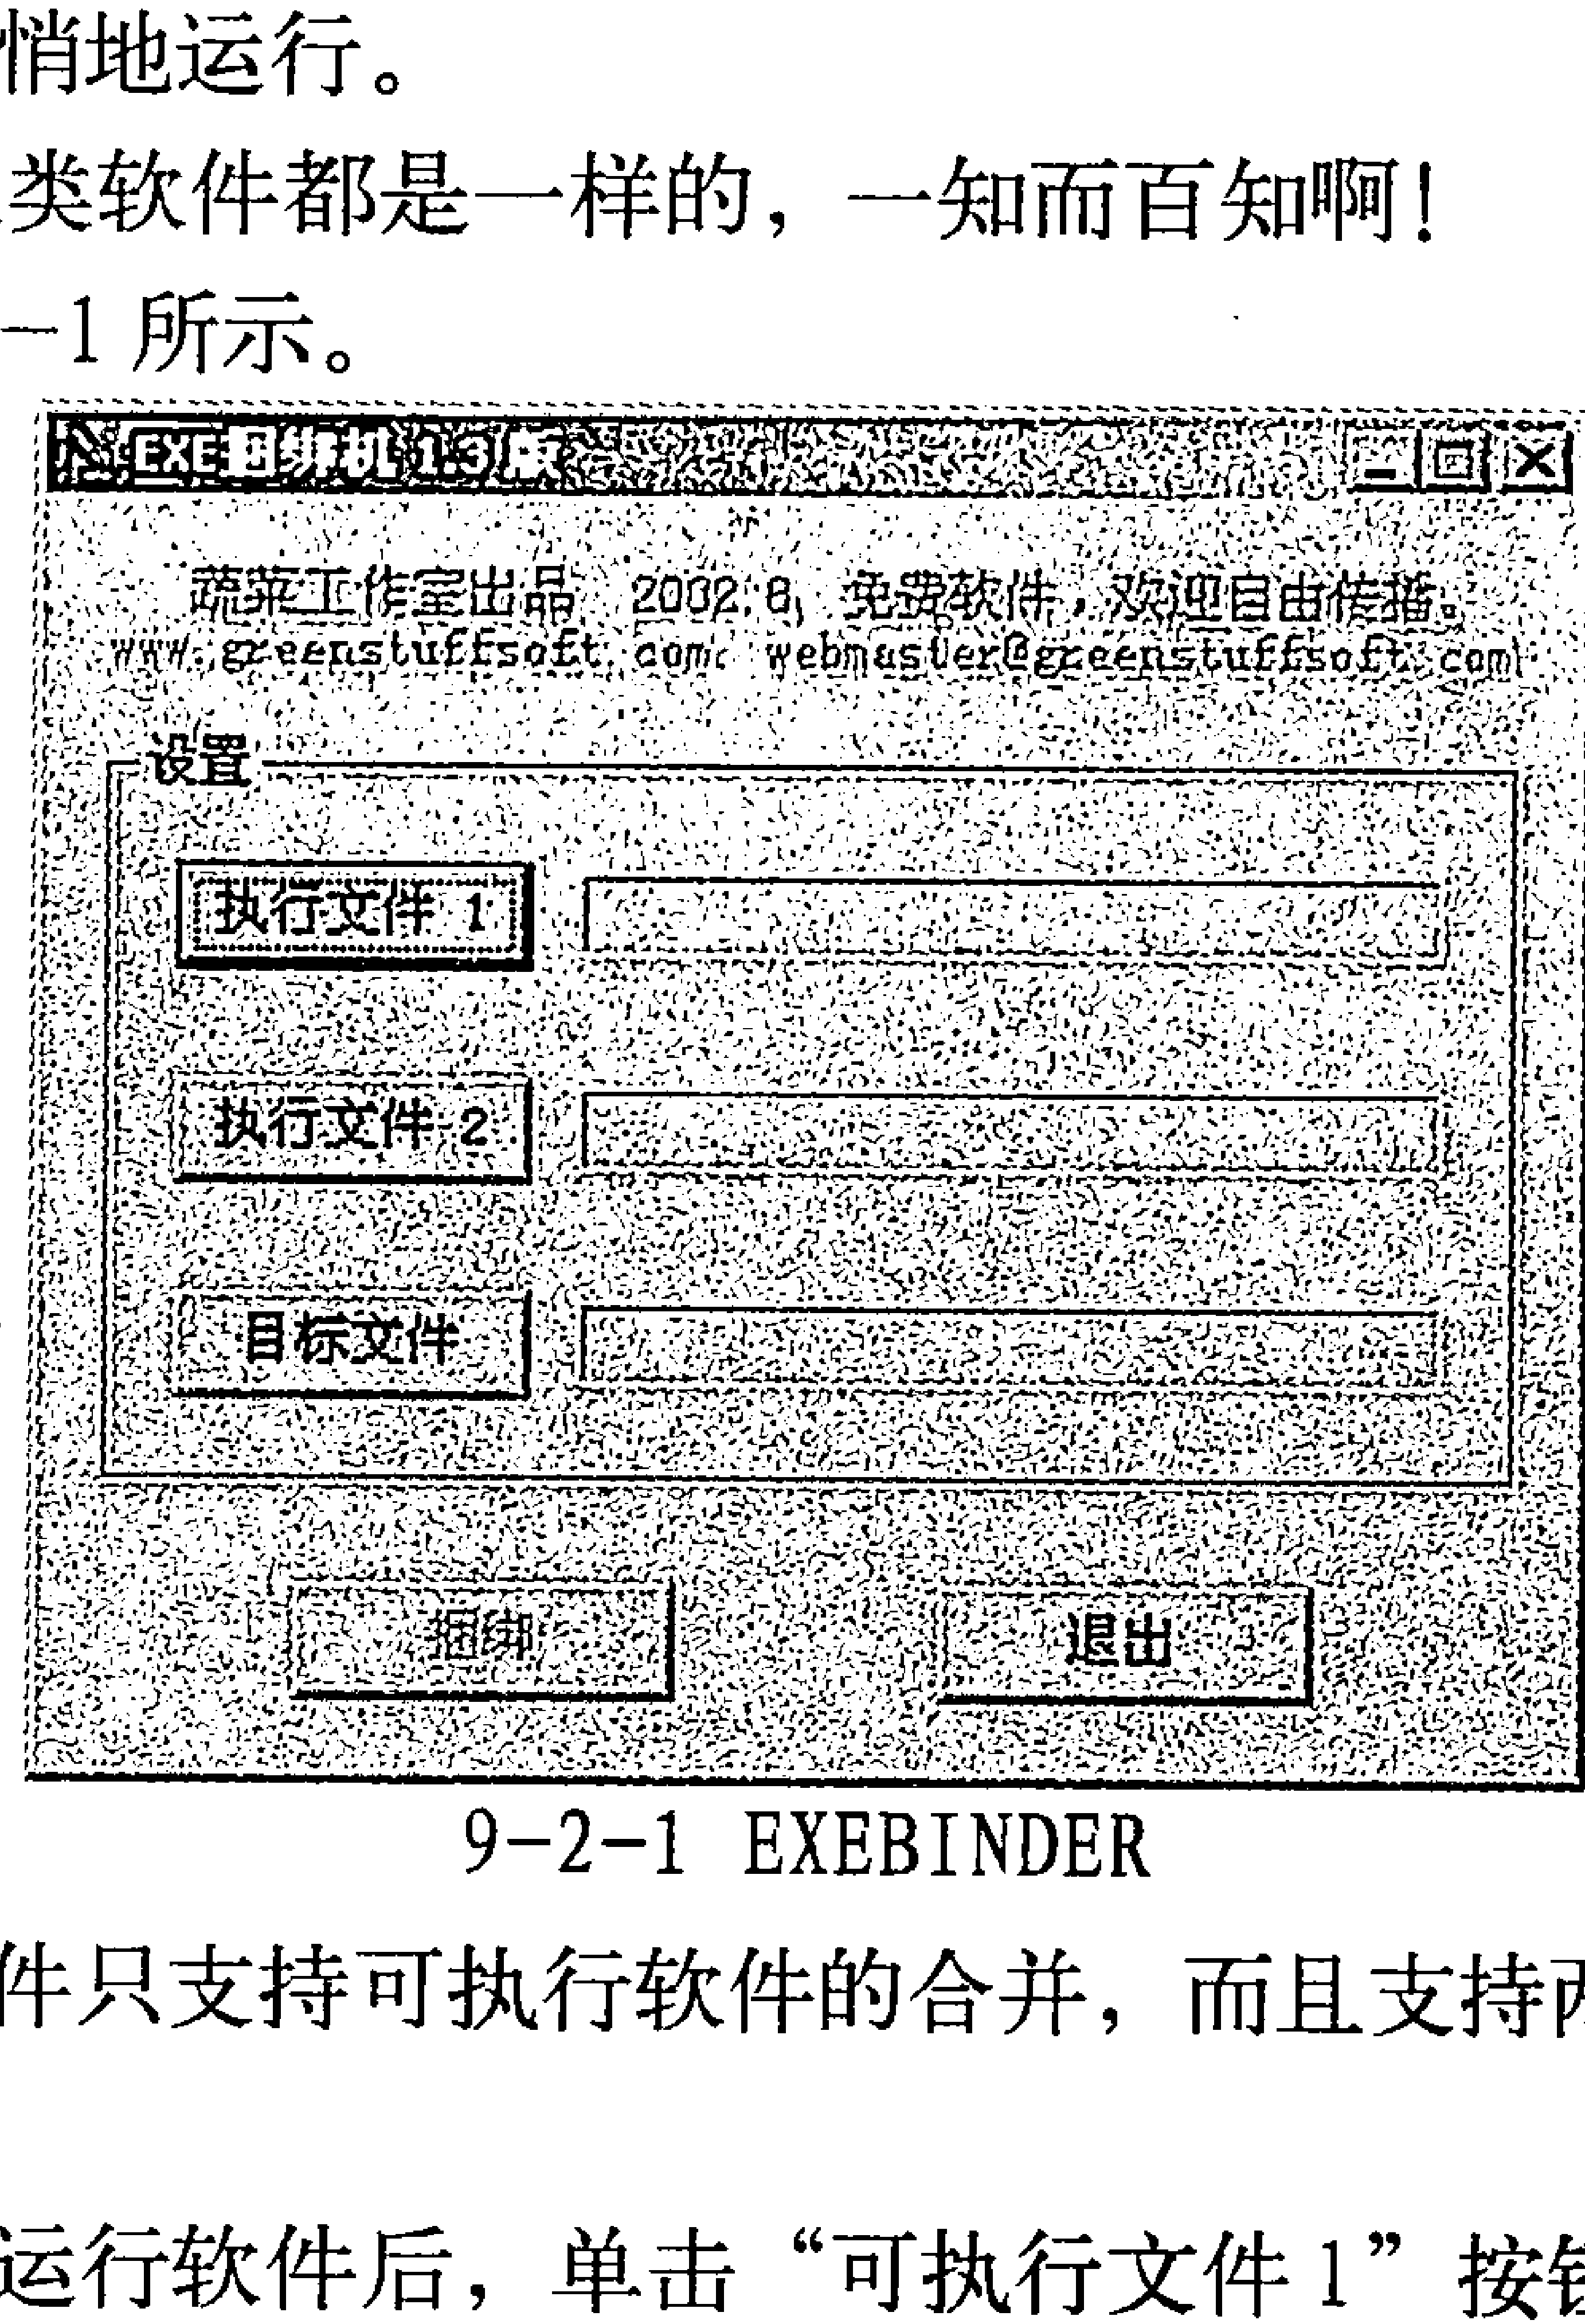 悄地运行。
类软件都是一样的，一知而百知啊！
-1 所示。
EXE捆绑机 1.3 版
蔬菜工作室出品 2002.8，免费软件，欢迎自由传播。
www.greenstuffsoft.com webmaster@greenstuffsoft.com
设置
执行文件 1
执行文件 2
目标文件
捆绑 退出
9-2-1 EXEBINDER
件只支持可执行软件的合并，而且支持两
运行软件后，单击“可执行文件1”按钮